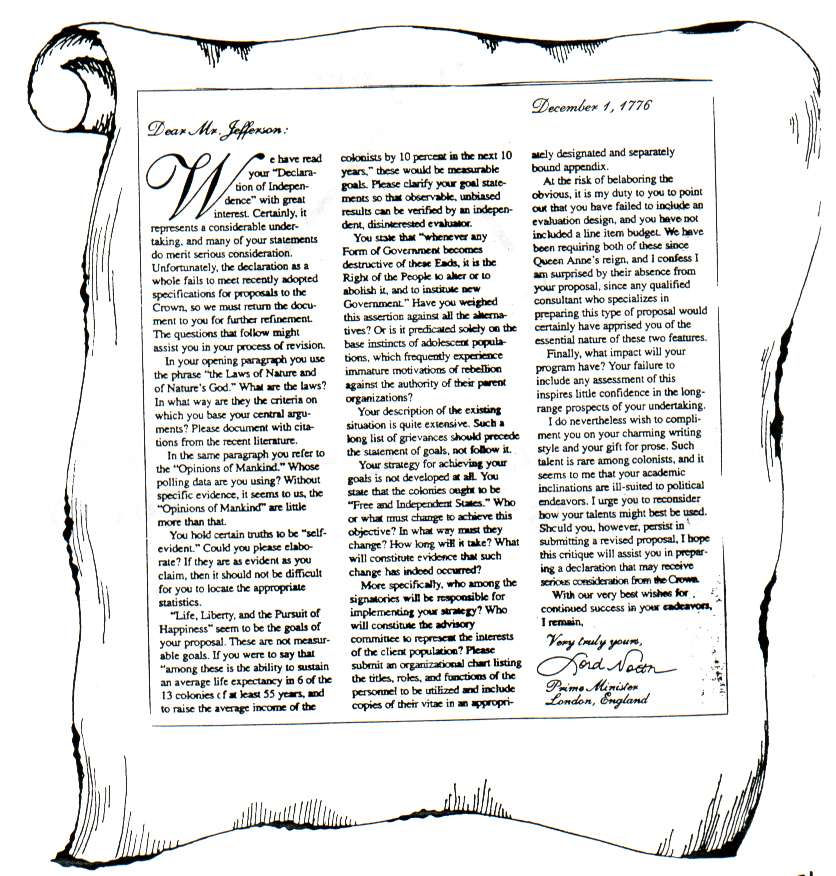 December 1, 1776
Dear Mr. Jefferson:
We have read
your "Declara-
tion of Indepen-
dence" with great
interest. Certainly, it
represents a considerable under-
taking, and many of your statements
do merit serious consideration.
Unfortunately, the declaration as a
whole fails to meet recently adopted
specifications for proposals to the
Crown, so we must return the docu-
ment to you for further refinement.
The questions that follow might
assist you in your process of revision.
In your opening paragraph you use
the phrase "the Laws of Nature and
of Nature's God." What are the laws?
In what way are they the criteria on
which you base your central argu-
ments? Please document with cita-
tions from the recent literature.
In the same paragraph you refer to
the "Opinions of Mankind." Whose
polling data are you using? Without
specific evidence, it seems to us, the
"Opinions of Mankind" are little
more than that.
You hold certain truths to be "self-
evident." Could you please elabo-
rate? If they are as evident as you
claim, then it should not be difficult
for you to locate the appropriate
statistics.
"Life, Liberty, and the Pursuit of
Happiness" seem to be the goals of
your proposal. These are not measur-
able goals. If you were to say that
"among these is the ability to sustain
an average life expectancy in 6 of the
13 colonies of at least 55 years, and
to raise the average income of the
colonists by 10 percent in the next 10
years," these would be measurable
goals. Please clarify your goal state-
ments so that observable, unbiased
results can be verified by an indepen-
dent, disinterested evaluator.
You state that "whenever any
Form of Government becomes
destructive of these Ends, it is the
Right of the People to alter or to
abolish it, and to institute new
Government." Have you weighed
this assertion against all the alterna-
tives? Or is it predicated solely on the
base instincts of adolescent popula-
tions, which frequently experience
immature motivations of rebellion
against the authority of their parent
organizations?
Your description of the existing
situation is quite extensive. Such a
long list of grievances should precede
the statement of goals, not follow it.
Your strategy for achieving your
goals is not developed at all. You
state that the colonies ought to be
"Free and Independent States." Who
or what must change to achieve this
objective? In what way must they
change? How long will it take? What
will constitute evidence that such
change has indeed occurred?
More specifically, who among the
signatories will be responsible for
implementing your strategy? Who
will constitute the advisory
committee to represent the interests
of the client population? Please
submit an organizational chart listing
the titles, roles, and functions of the
personnel to be utilized and include
copies of their vitae in an appropri-
ately designated and separately
bound appendix.
At the risk of belaboring the
obvious, it is my duty to you to point
out that you have failed to include an
evaluation design, and you have not
included a line item budget. We have
been requiring both of these since
Queen Anne's reign, and I confess I
am surprised by their absence from
your proposal, since any qualified
consultant who specializes in
preparing this type of proposal would
certainly have apprised you of the
essential nature of these two features.
Finally, what impact will your
program have? Your failure to
include any assessment of this
inspires little confidence in the long-
range prospects of your undertaking.
I do nevertheless wish to compli-
ment you on your charming writing
style and your gift for prose. Such
talent is rare among colonists, and it
seems to me that your academic
inclinations are ill-suited to political
endeavors. I urge you to reconsider
how your talents might best be used.
Should you, however, persist in
submitting a revised proposal, I hope
this critique will assist you in prepar-
ing a declaration that may receive
serious consideration from the Crown.
With our very best wishes for
continued success in your endeavors,
I remain,
Very truly yours,
Lord North
Prime Minister
London, England